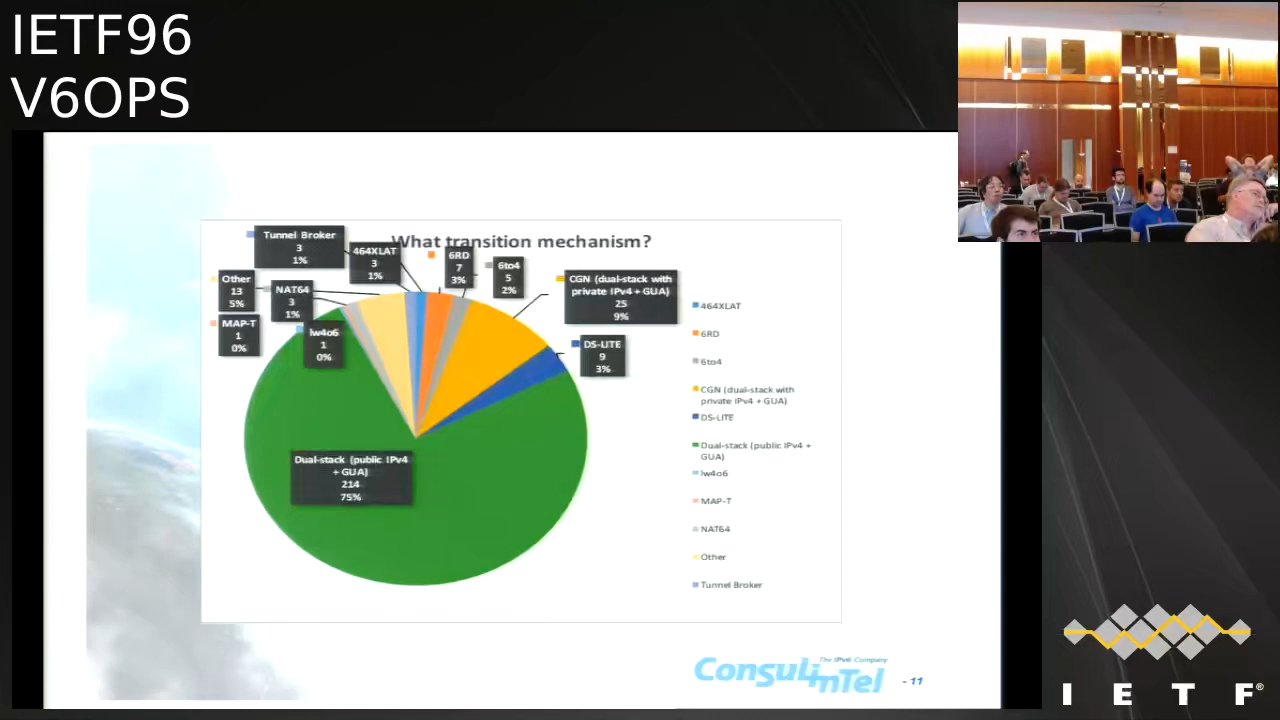 IETF96
V6OPS
What transition mechanism?
Tunnel Broker
3
1%
464XLAT
3
1%
6RD
7
3%
6to4
5
2%
CGN (dual-stack with
private IPv4 + GUA)
25
9%
Other
13
5%
NAT64
3
1%
MAP-T
1
0%
lw4o6
1
0%
DS-LITE
9
3%
Dual-stack (public IPv4
+ GUA)
214
75%
464XLAT
6RD
6to4
CGN (dual-stack with
private IPv4 + GUA)
DS-LITE
Dual-stack (public IPv4 +
GUA)
lw4o6
MAP-T
NAT64
Other
Tunnel Broker
The IPv6 Company
ConsulinTel
- 11
I E T F®